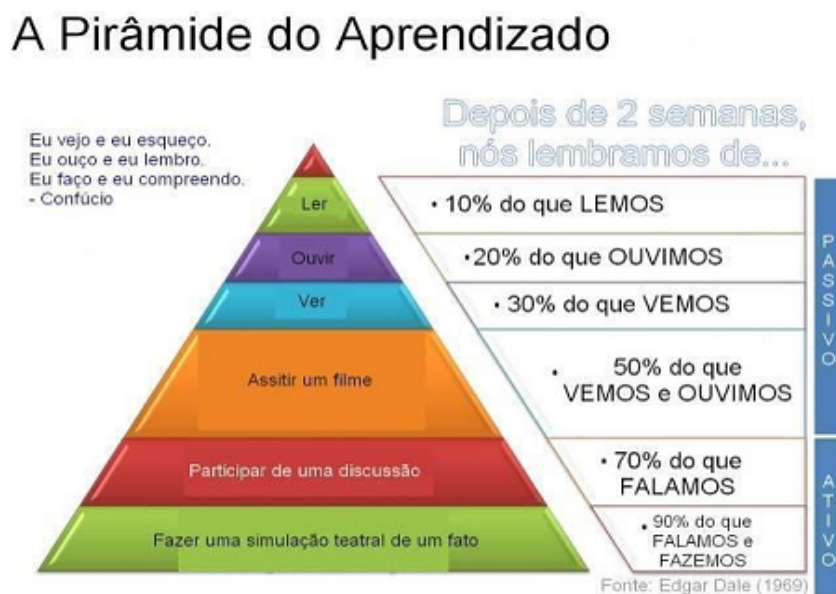 A Pirâmide do Aprendizado
Depois de 2 semanas,
nós lembramos de...
Eu vejo e eu esqueço.
Eu ouço e eu lembro.
Eu faço e eu compreendo.
- Confúcio
Ler
• 10% do que LEMOS
Ouvir
•20% do que OUVIMOS
Ver
• 30% do que VEMOS
Assitir um filme
• 50% do que
VEMOS e OUVIMOS
PASSIVO
Participar de uma discussão
• 70% do que
FALAMOS
Fazer uma simulação teatral de um fato
• 90% do que
FALAMOS e
FAZEMOS
ATIVO
Fonte: Edgar Dale (1969)